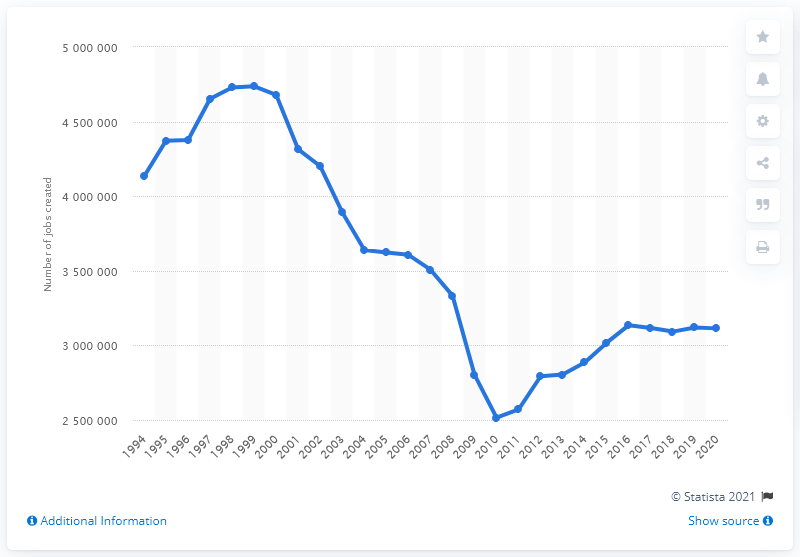 5 000 000
4 500 000
4 000 000
3 500 000
3 000 000
2 500 000
Number of jobs created
1994
1995
1996
1997
1998
1999
2000
2001
2002
2003
2004
2005
2006
2007
2008
2009
2010
2011
2012
2013
2014
2015
2016
2017
2018
2019
2020
© Statista 2021
Additional Information
Show source